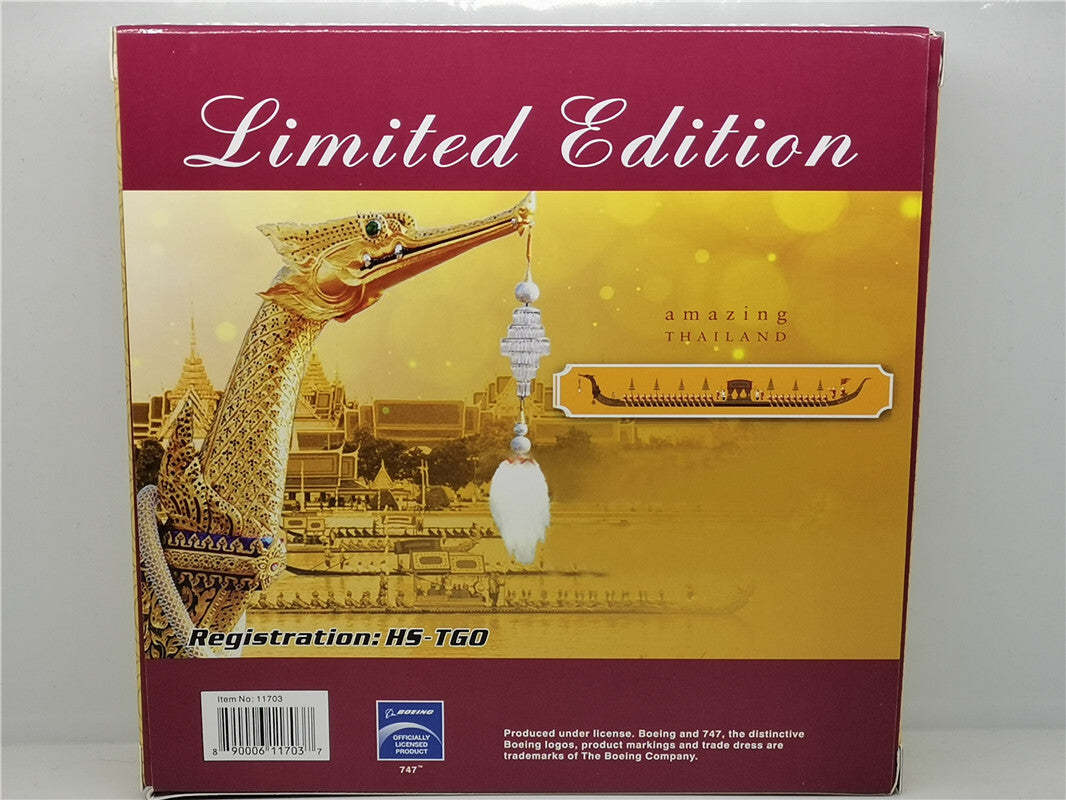 Limited Edition
amazing
THAILAND
Registration: HS-TGO
Item No: 11703
8 90006 11703 7
BOEING
OFFICIALLY
LICENSED
PRODUCT
747™
Produced under license. Boeing and 747, the distinctive
Boeing logos, product markings and trade dress are
trademarks of The Boeing Company.